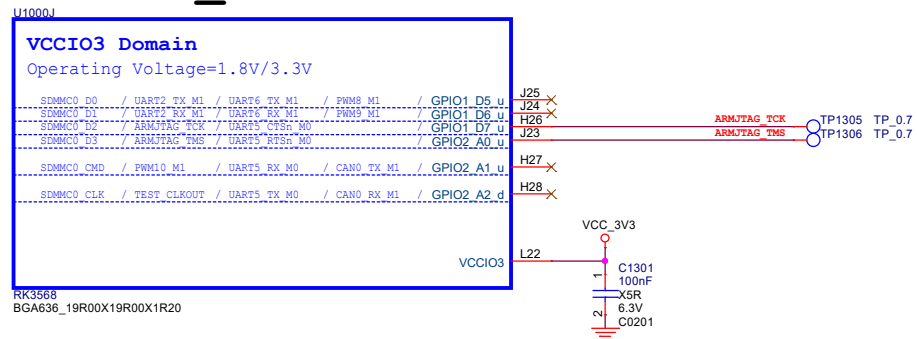 U1000J
VCCIO3 Domain
Operating Voltage=1.8V/3.3V
SDMMC0_D0 / UART2_TX_M1 / UART6_TX_M1 / PWM8_M1 / GPIO1_D5_u J25
SDMMC0_D1 / UART2_RX_M1 / UART6_RX_M1 / PWM9_M1 / GPIO1_D6_u J24
SDMMC0_D2 / ARMJTAG_TCK / UART5_CTSn_M0 / GPIO1_D7_u H26 ARMJTAG_TCK TP1305 TP_0.7
SDMMC0_D3 / ARMJTAG_TMS / UART5_RTSn_M0 / GPIO2_A0_u J23 ARMJTAG_TMS TP1306 TP_0.7
SDMMC0_CMD / PWM10_M1 / UART5_RX_M0 / CAN0_TX_M1 / GPIO2_A1_u H27
SDMMC0_CLK / TEST_CLKOUT / UART5_TX_M0 / CAN0_RX_M1 / GPIO2_A2_d H28
VCC_3V3
VCCIO3 L22
1 C1301
100nF
X5R
2 6.3V
C0201
RK3568
BGA636_19R00X19R00X1R20